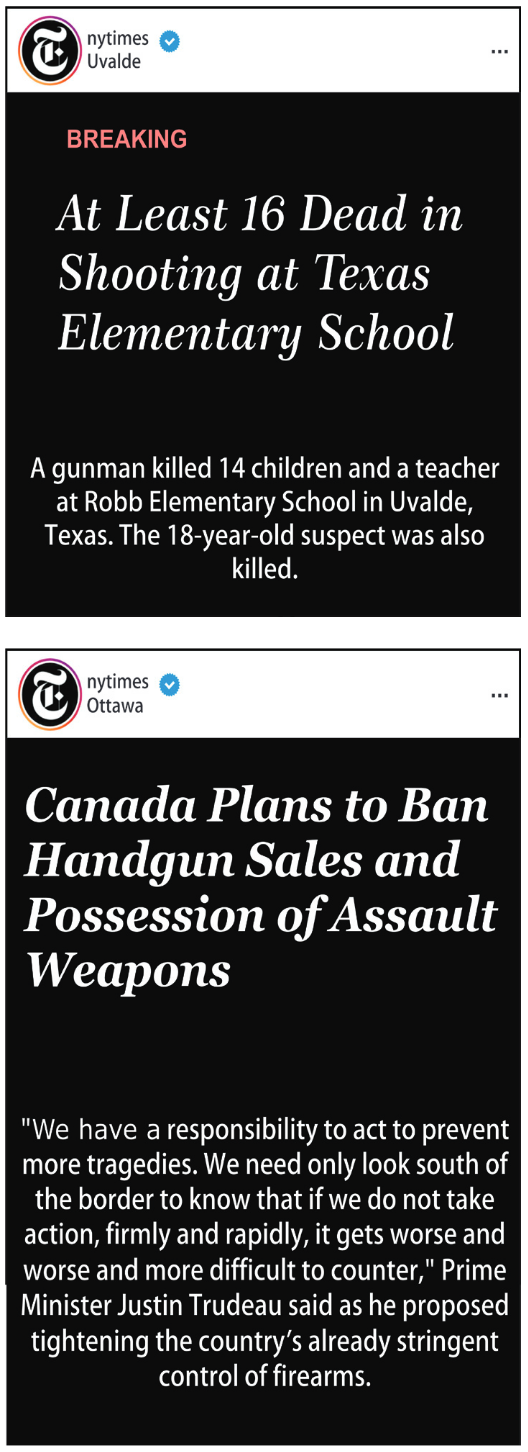 nytimes
Uvalde
...
BREAKING
At Least 16 Dead in
Shooting at Texas
Elementary School
A gunman killed 14 children and a teacher
at Robb Elementary School in Uvalde,
Texas. The 18-year-old suspect was also
killed.
nytimes
Ottawa
...
Canada Plans to Ban
Handgun Sales and
Possession of Assault
Weapons
"We have a responsibility to act to prevent
more tragedies. We need only look south of
the border to know that if we do not take
action, firmly and rapidly, it gets worse and
worse and more difficult to counter," Prime
Minister Justin Trudeau said as he proposed
tightening the country’s already stringent
control of firearms.